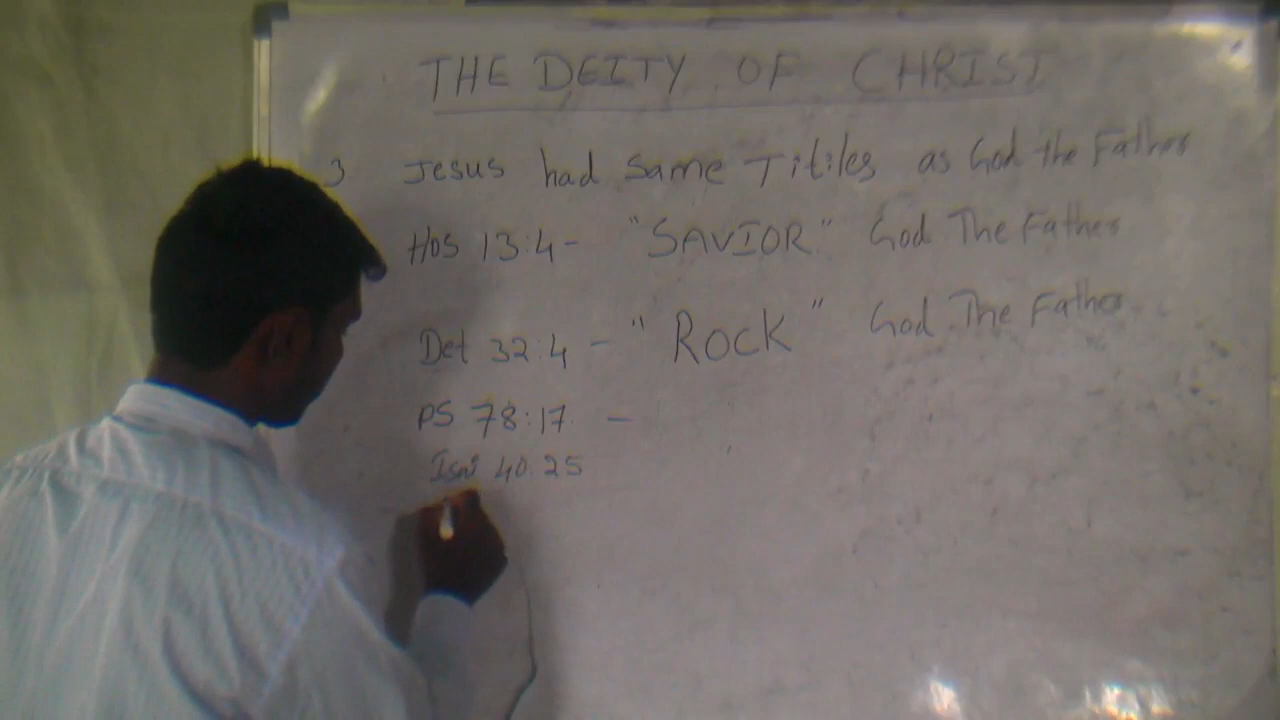 THE DEITY OF CHRIST
3 Jesus had Same Titiles as God the Father
Hos 13:4 - "SAVIOR" God The Father
Det 32:4 - "ROCK" God The Father
PS 78:17 -
Isai 40:25